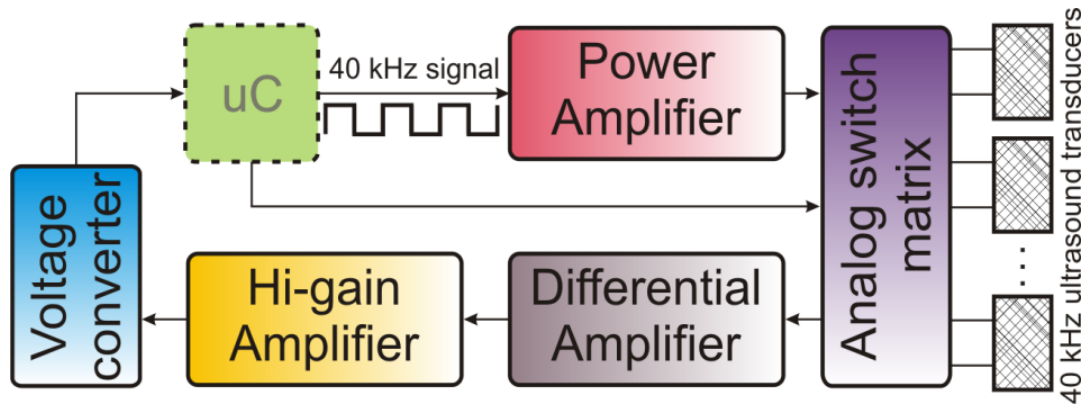 uC
40 kHz signal
Power
Amplifier
Analog switch
matrix
40 kHz ultrasound transducers
Voltage
converter
Hi-gain
Amplifier
Differential
Amplifier